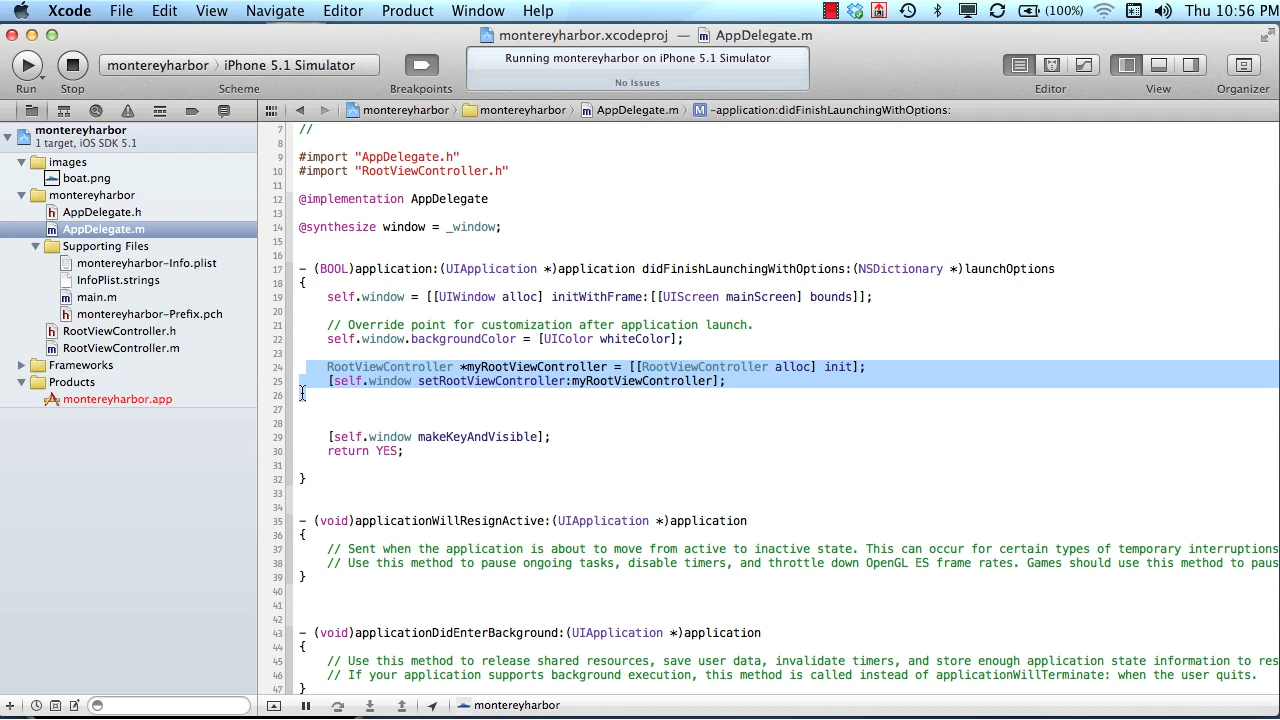 Xcode File Edit View Navigate Editor Product Window Help (100%) Thu 10:56 PM
montereyharbor.xcodeproj — AppDelegate.m
montereyharbor › iPhone 5.1 Simulator
Running montereyharbor on iPhone 5.1 Simulator
No Issues
Run Stop Scheme Breakpoints Editor View Organizer
montereyharbor montereyharbor AppDelegate.m -application:didFinishLaunchingWithOptions:
montereyharbor
1 target, iOS SDK 5.1
images
boat.png
montereyharbor
AppDelegate.h
AppDelegate.m
Supporting Files
montereyharbor-Info.plist
InfoPlist.strings
main.m
montereyharbor-Prefix.pch
RootViewController.h
RootViewController.m
Frameworks
Products
montereyharbor.app
7 //
8
9 #import "AppDelegate.h"
10 #import "RootViewController.h"
11
12 @implementation AppDelegate
13
14 @synthesize window = _window;
15
16
17 - (BOOL)application:(UIApplication *)application didFinishLaunchingWithOptions:(NSDictionary *)launchOptions
18 {
19 self.window = [[UIWindow alloc] initWithFrame:[[UIScreen mainScreen] bounds]];
20
21 // Override point for customization after application launch.
22 self.window.backgroundColor = [UIColor whiteColor];
23
24 RootViewController *myRootViewController = [[RootViewController alloc] init];
25 [self.window setRootViewController:myRootViewController];
26
27
28
29 [self.window makeKeyAndVisible];
30 return YES;
31
32 }
33
34
35 - (void)applicationWillResignActive:(UIApplication *)application
36 {
37 // Sent when the application is about to move from active to inactive state. This can occur for certain types of temporary interruptions
38 // Use this method to pause ongoing tasks, disable timers, and throttle down OpenGL ES frame rates. Games should use this method to paus
39 }
40
41
42
43 - (void)applicationDidEnterBackground:(UIApplication *)application
44 {
45 // Use this method to release shared resources, save user data, invalidate timers, and store enough application state information to res
46 // If your application supports background execution, this method is called instead of applicationWillTerminate: when the user quits.
47 }
montereyharbor